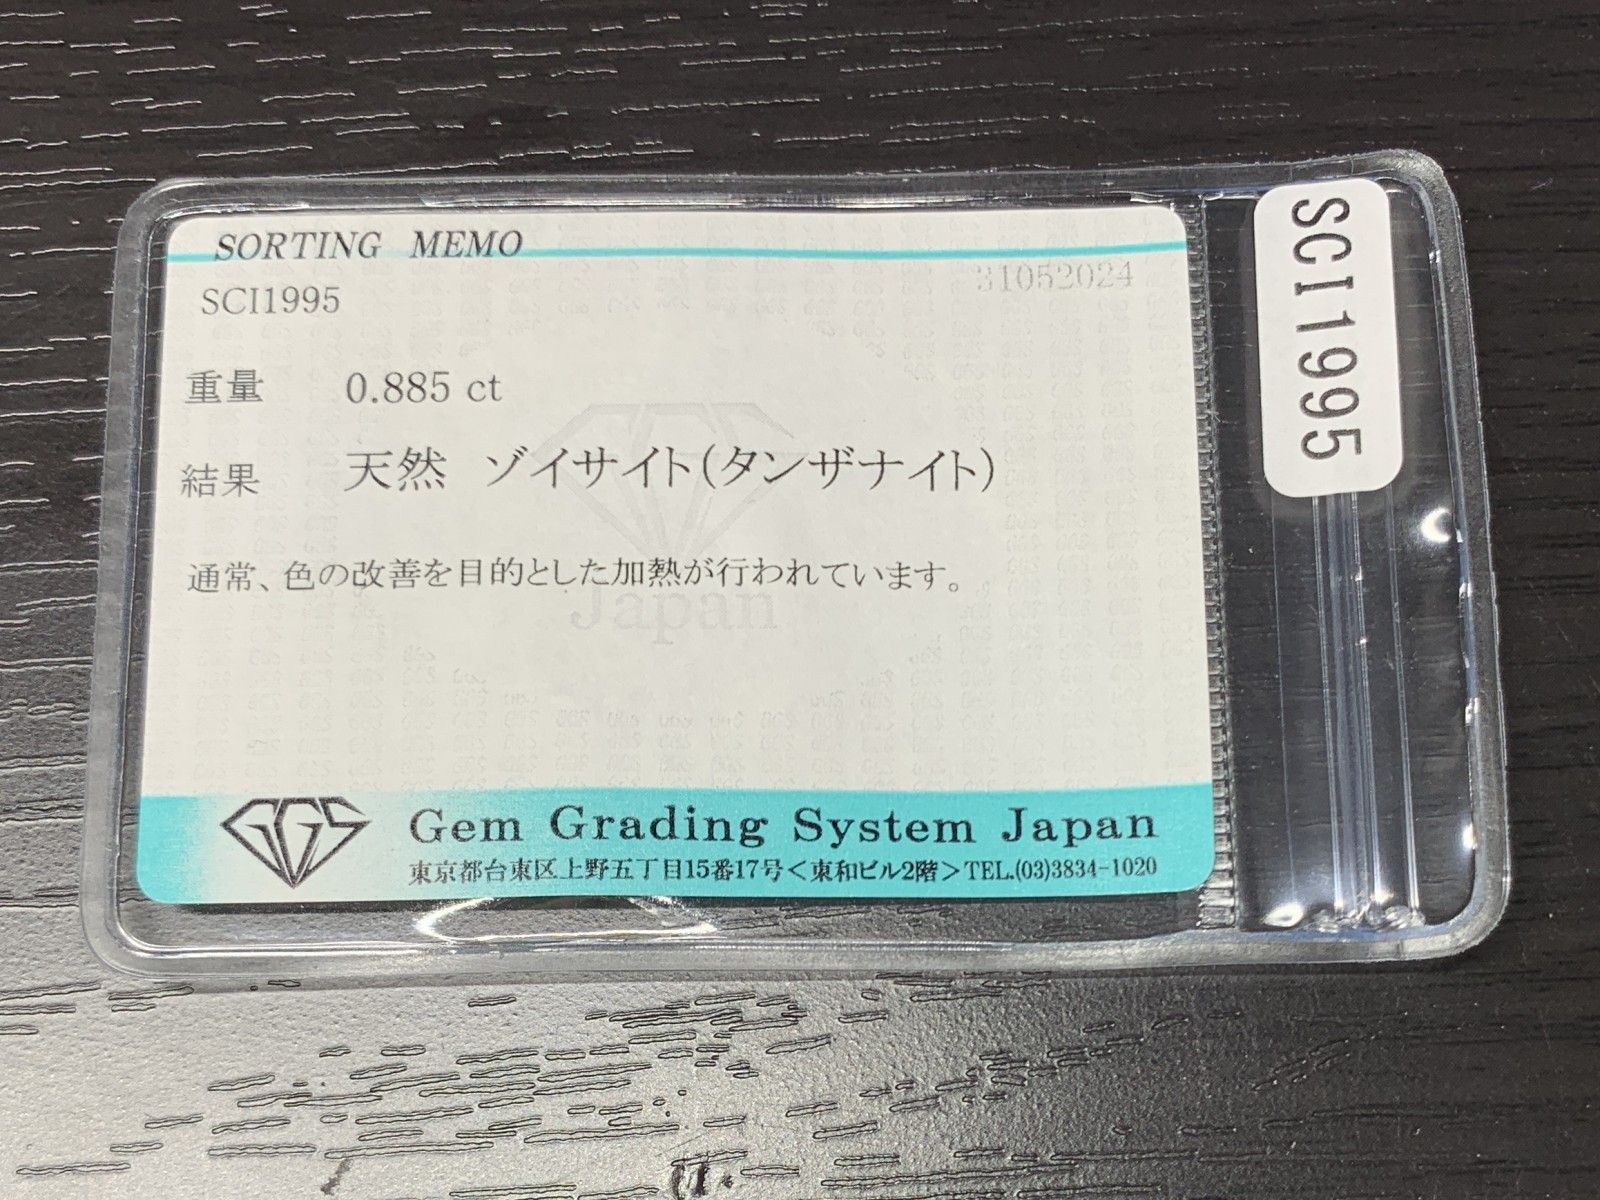 SORTING MEMO
31052024
SCI1995
重量 0.885 ct
結果 天然 ゾイサイト(タンザナイト)
通常、色の改善を目的とした加熱が行われています。
Japan
GGS Gem Grading System Japan
東京都台東区上野五丁目15番17号<東和ビル2階>TEL.(03)3834-1020
SCI1995